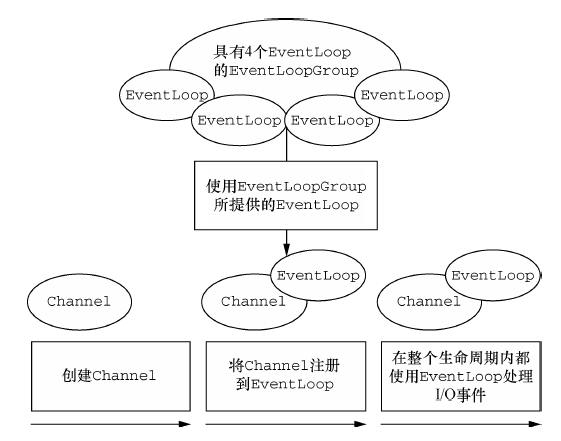 具有4个EventLoop
的EventLoopGroup
EventLoop
EventLoop
EventLoop
EventLoop
使用EventLoopGroup
所提供的EventLoop
Channel
Channel
EventLoop
Channel
EventLoop
创建Channel
将Channel注册
到EventLoop
在整个生命周期内都
使用EventLoop处理
I/O事件